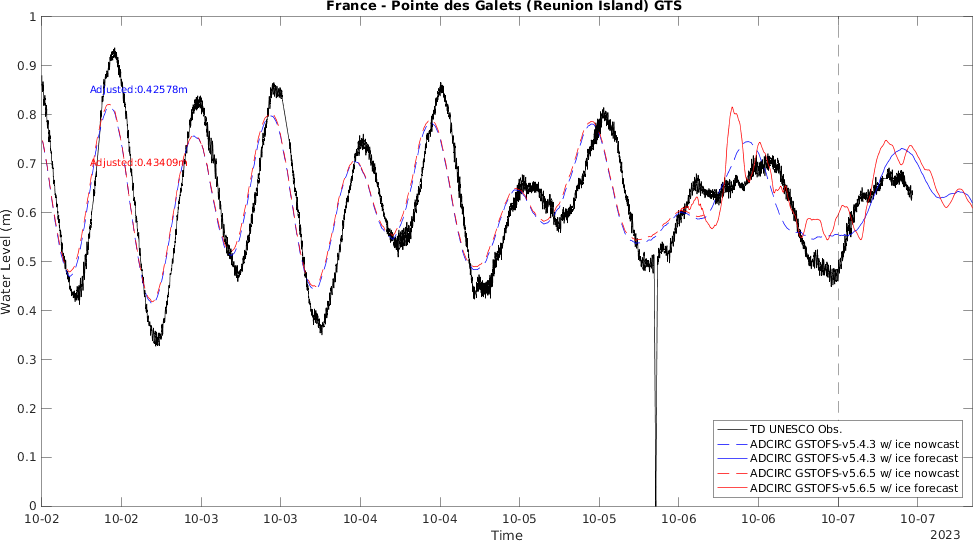 France - Pointe des Galets (Reunion Island) GTS
1
0.9
0.8
0.7
0.6
0.5
0.4
0.3
0.2
0.1
0
Water Level (m)
Adjusted:0.42578m
Adjusted:0.43409m
TD UNESCO Obs.
ADCIRC GSTOFS-v5.4.3 w/ ice nowcast
ADCIRC GSTOFS-v5.4.3 w/ ice forecast
ADCIRC GSTOFS-v5.6.5 w/ ice nowcast
ADCIRC GSTOFS-v5.6.5 w/ ice forecast
10-02 10-02 10-03 10-03 10-04 10-04 10-05 10-05 10-06 10-06 10-07 10-07
Time
2023